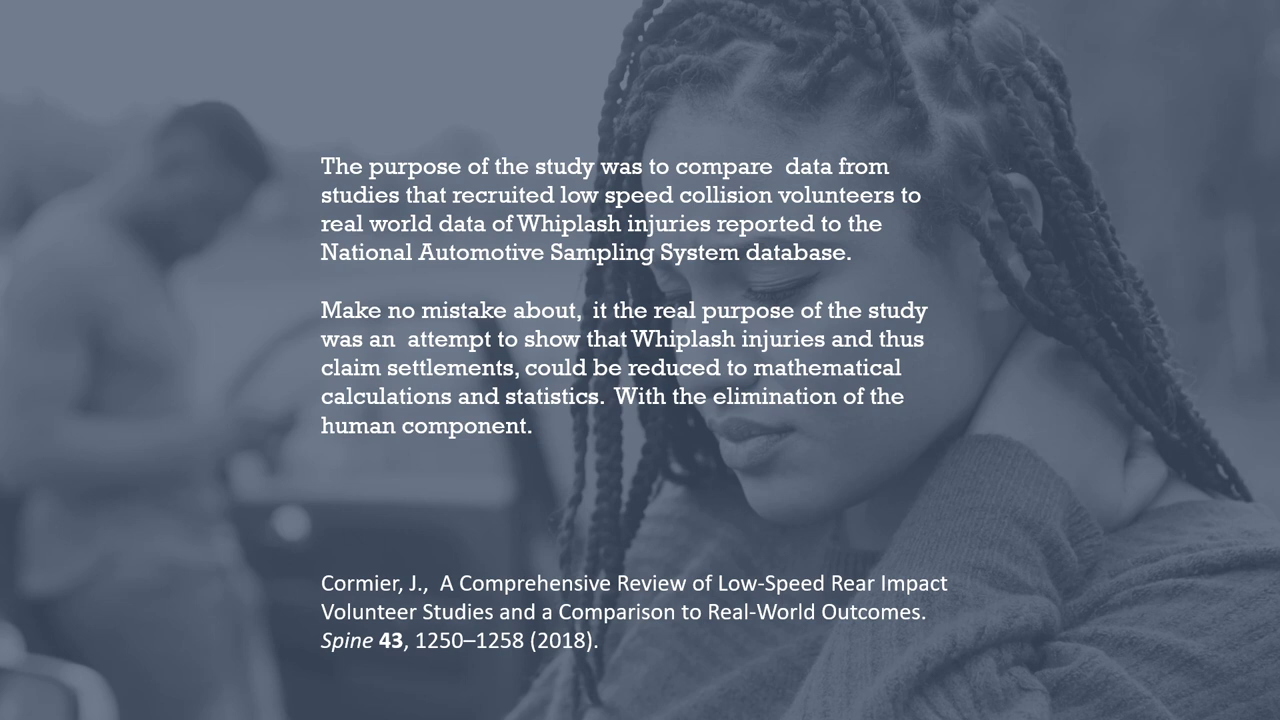 The purpose of the study was to compare  data from
studies that recruited low speed collision volunteers to
real world data of Whiplash injuries reported to the
National Automotive Sampling System database.
Make no mistake about,  it the real purpose of the study
was an  attempt to show that Whiplash injuries and thus
claim settlements, could be reduced to mathematical
calculations and statistics.  With the elimination of the
human component.
Cormier, J.,  A Comprehensive Review of Low-Speed Rear Impact
Volunteer Studies and a Comparison to Real-World Outcomes.
Spine 43, 1250–1258 (2018).